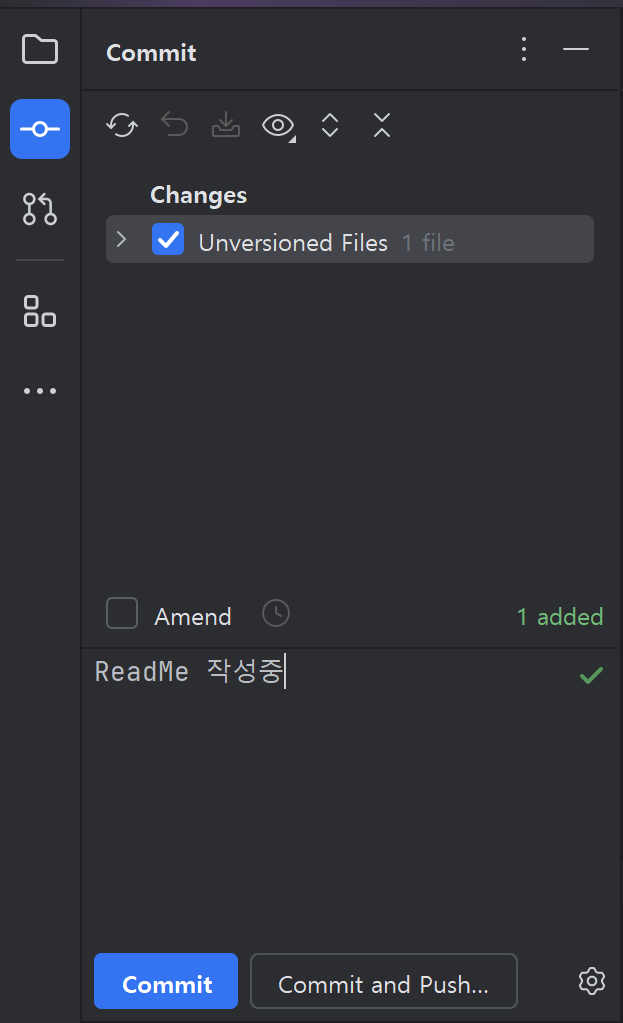 Commit
Changes
Unversioned Files 1 file
Amend
1 added
ReadMe 작성중
Commit
Commit and Push...